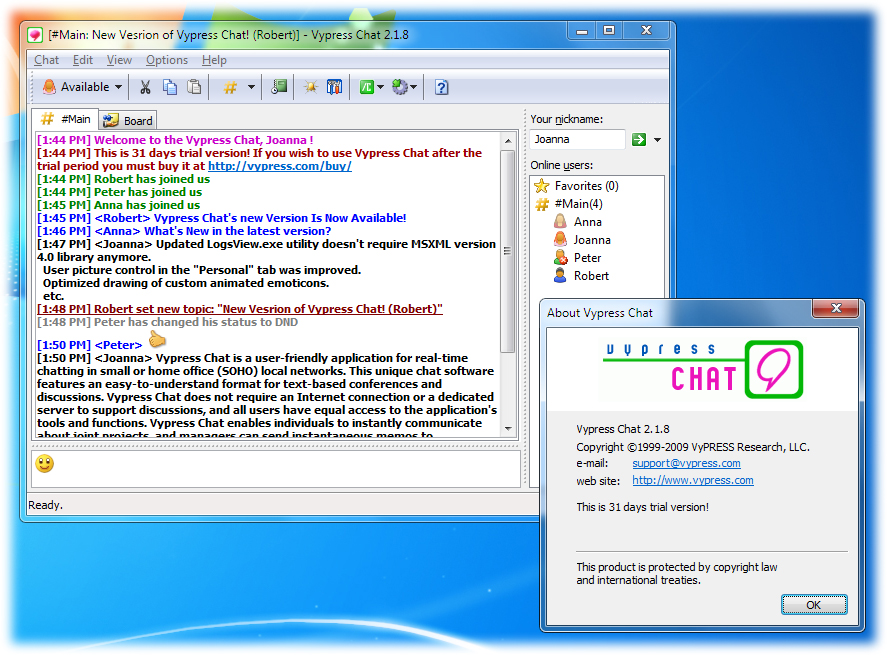 [#Main: New Vesrion of Vypress Chat! (Robert)] - Vypress Chat 2.1.8
Chat Edit View Options Help
Available
#Main Board
[1:44 PM] Welcome to the Vypress Chat, Joanna !
[1:44 PM] This is 31 days trial version! If you wish to use Vypress Chat after the
trial period you must buy it at http://vypress.com/buy/
[1:44 PM] Robert has joined us
[1:44 PM] Peter has joined us
[1:45 PM] Anna has joined us
[1:45 PM] <Robert> Vypress Chat's new Version Is Now Available!
[1:46 PM] <Anna> What's New in the latest version?
[1:47 PM] <Joanna> Updated LogsView.exe utility doesn't require MSXML version
4.0 library anymore.
User picture control in the "Personal" tab was improved.
Optimized drawing of custom animated emoticons.
etc.
[1:48 PM] Robert set new topic: "New Vesrion of Vypress Chat! (Robert)"
[1:48 PM] Peter has changed his status to DND
[1:50 PM] <Peter>
[1:50 PM] <Joanna> Vypress Chat is a user-friendly application for real-time
chatting in small or home office (SOHO) local networks. This unique chat software
features an easy-to-understand format for text-based conferences and
discussions. Vypress Chat does not require an Internet connection or a dedicated
server to support discussions, and all users have equal access to the application's
tools and functions. Vypress Chat enables individuals to instantly communicate
about joint projects, and managers can send instantaneous memos to
Ready.
Your nickname:
Joanna
Online users:
Favorites (0)
#Main(4)
Anna
Joanna
Peter
Robert
About Vypress Chat
vypress
CHAT
Vypress Chat 2.1.8
Copyright ©1999-2009 VyPRESS Research, LLC.
e-mail: support@vypress.com
web site: http://www.vypress.com
This is 31 days trial version!
This product is protected by copyright law
and international treaties.
OK